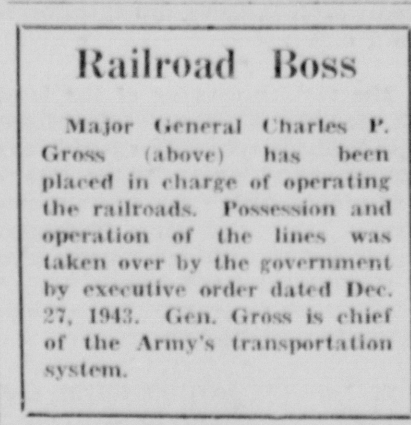 Railroad Boss
Major General Charles P.
Gross (above) has been
placed in charge of operating
the railroads. Possession and
operation of the lines was
taken over by the government
by executive order dated Dec.
27, 1943. Gen. Gross is chief
of the Army's transportation
system.